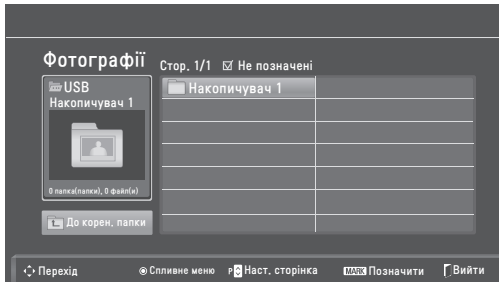 Фотографії
Стор. 1/1 ☑ Не позначені
USB
Накопичувач 1
0 папка(папки), 0 файл(и)
До корен. папки
Накопичувач 1
Перехід
Спливне меню
P Наст. сторінка
MARK Позначити
Вийти